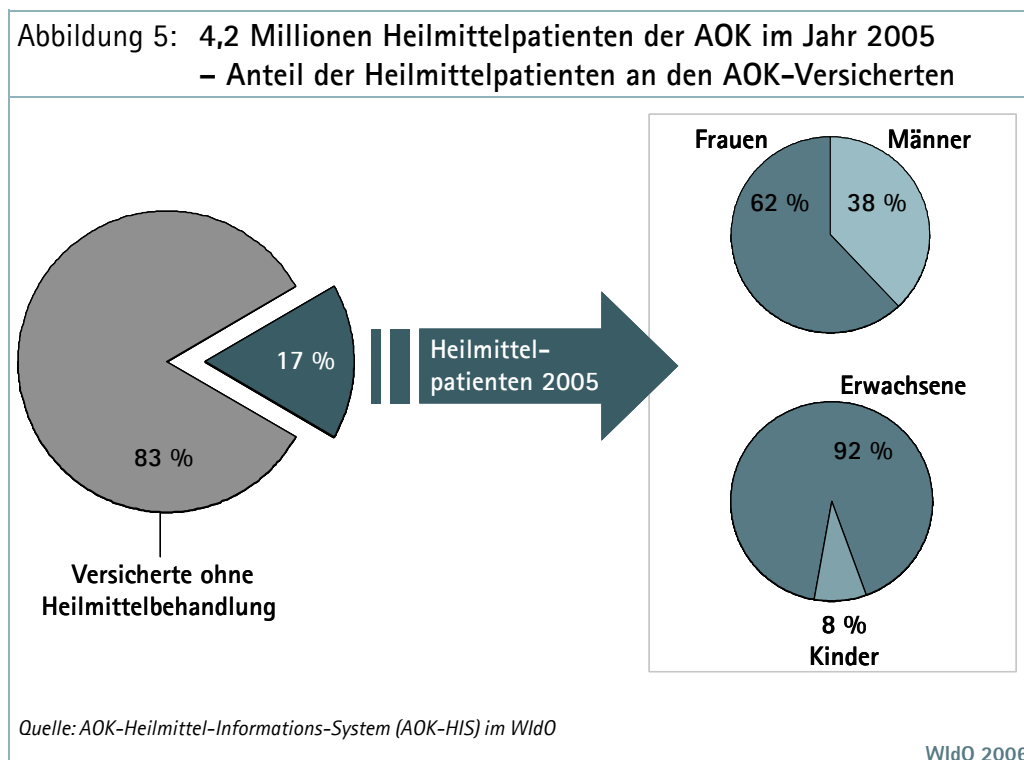 Abbildung 5: 4,2 Millionen Heilmittelpatienten der AOK im Jahr 2005
– Anteil der Heilmittelpatienten an den AOK-Versicherten
Frauen
Männer
62 %
38 %
17 %
83 %
Heilmittel-
patienten 2005
Versicherte ohne
Heilmittelbehandlung
Erwachsene
92 %
8 %
Kinder
Quelle: AOK-Heilmittel-Informations-System (AOK-HIS) im WIdO
WIdO 2006